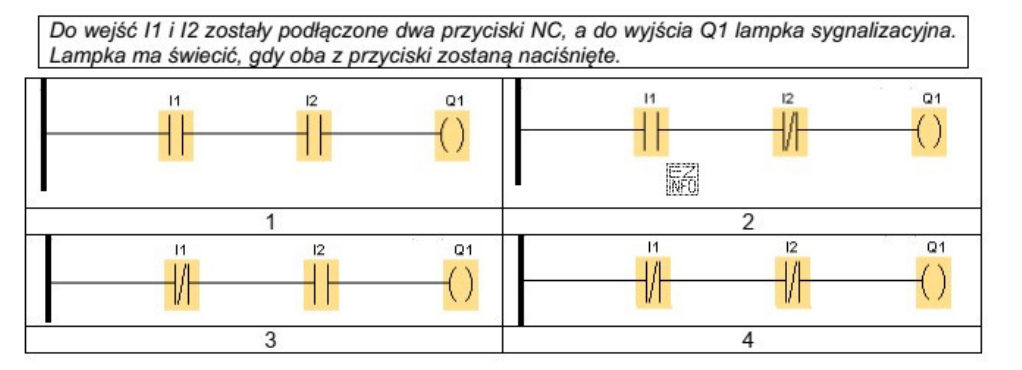 Do wejść I1 i I2 zostały podłączone dwa przyciski NC, a do wyjścia Q1 lampka sygnalizacyjna.
Lampka ma świecić, gdy oba z przyciski zostaną naciśnięte.
I1 I2 Q1
1
I1 I2 Q1
EZ
INFO
2
I1 I2 Q1
3
I1 I2 Q1
4